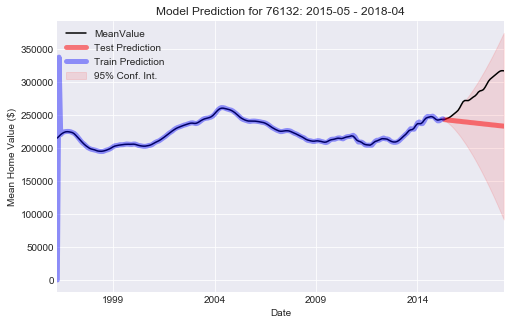 Model Prediction for 76132: 2015-05 - 2018-04
MeanValue
Test Prediction
Train Prediction
95% Conf. Int.
Mean Home Value ($)
350000
300000
250000
200000
150000
100000
50000
0
1999
2004
2009
2014
Date